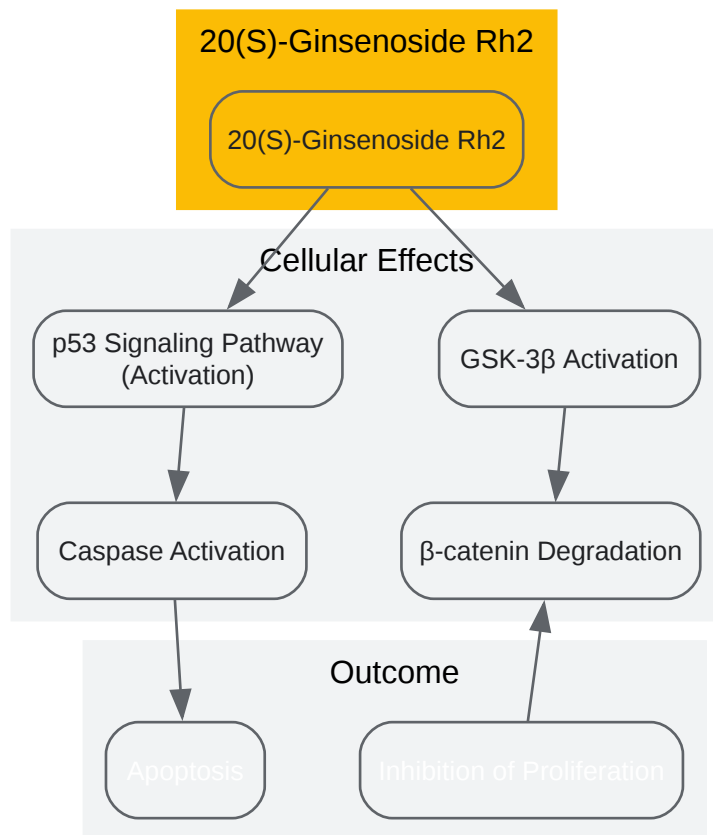 20(S)-Ginsenoside Rh2
20(S)-Ginsenoside Rh2
Cellular Effects
p53 Signaling Pathway
(Activation)
GSK-3β Activation
Caspase Activation
β-catenin Degradation
Outcome
Apoptosis
Inhibition of Proliferation